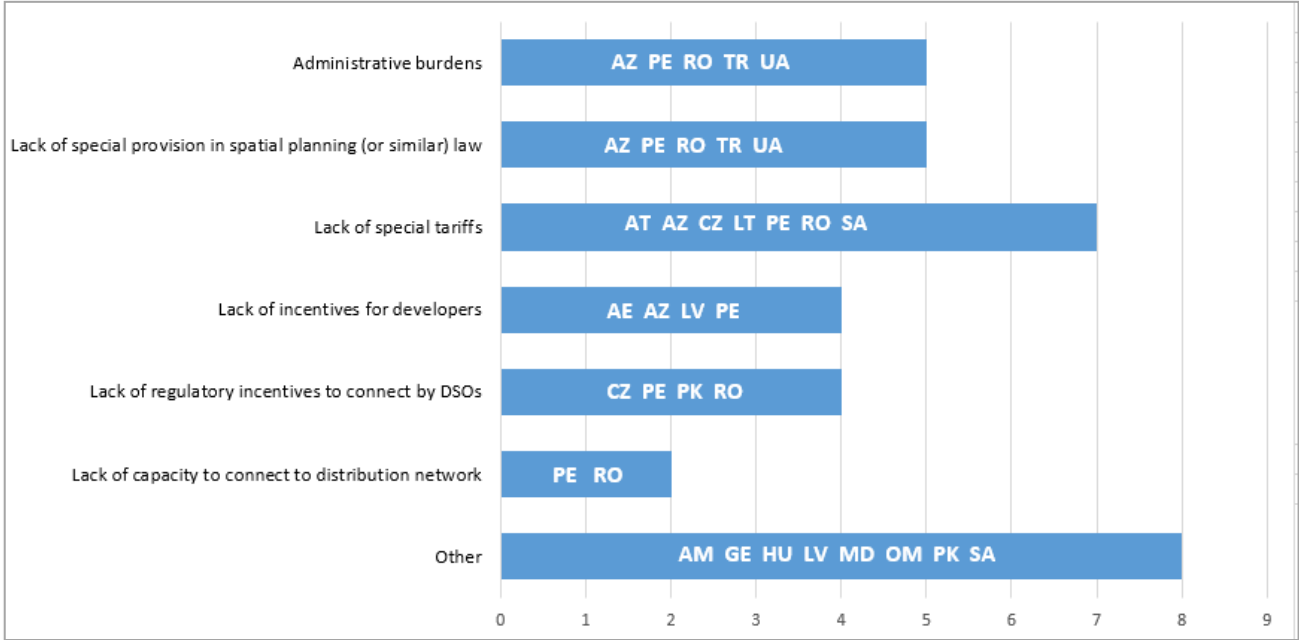 Administrative burdens
AZ PE RO TR UA
Lack of special provision in spatial planning (or similar) law
AZ PE RO TR UA
Lack of special tariffs
AT AZ CZ LT PE RO SA
Lack of incentives for developers
AE AZ LV PE
Lack of regulatory incentives to connect by DSOs
CZ PE PK RO
Lack of capacity to connect to distribution network
PE RO
Other
AM GE HU LV MD OM PK SA
0 1 2 3 4 5 6 7 8 9